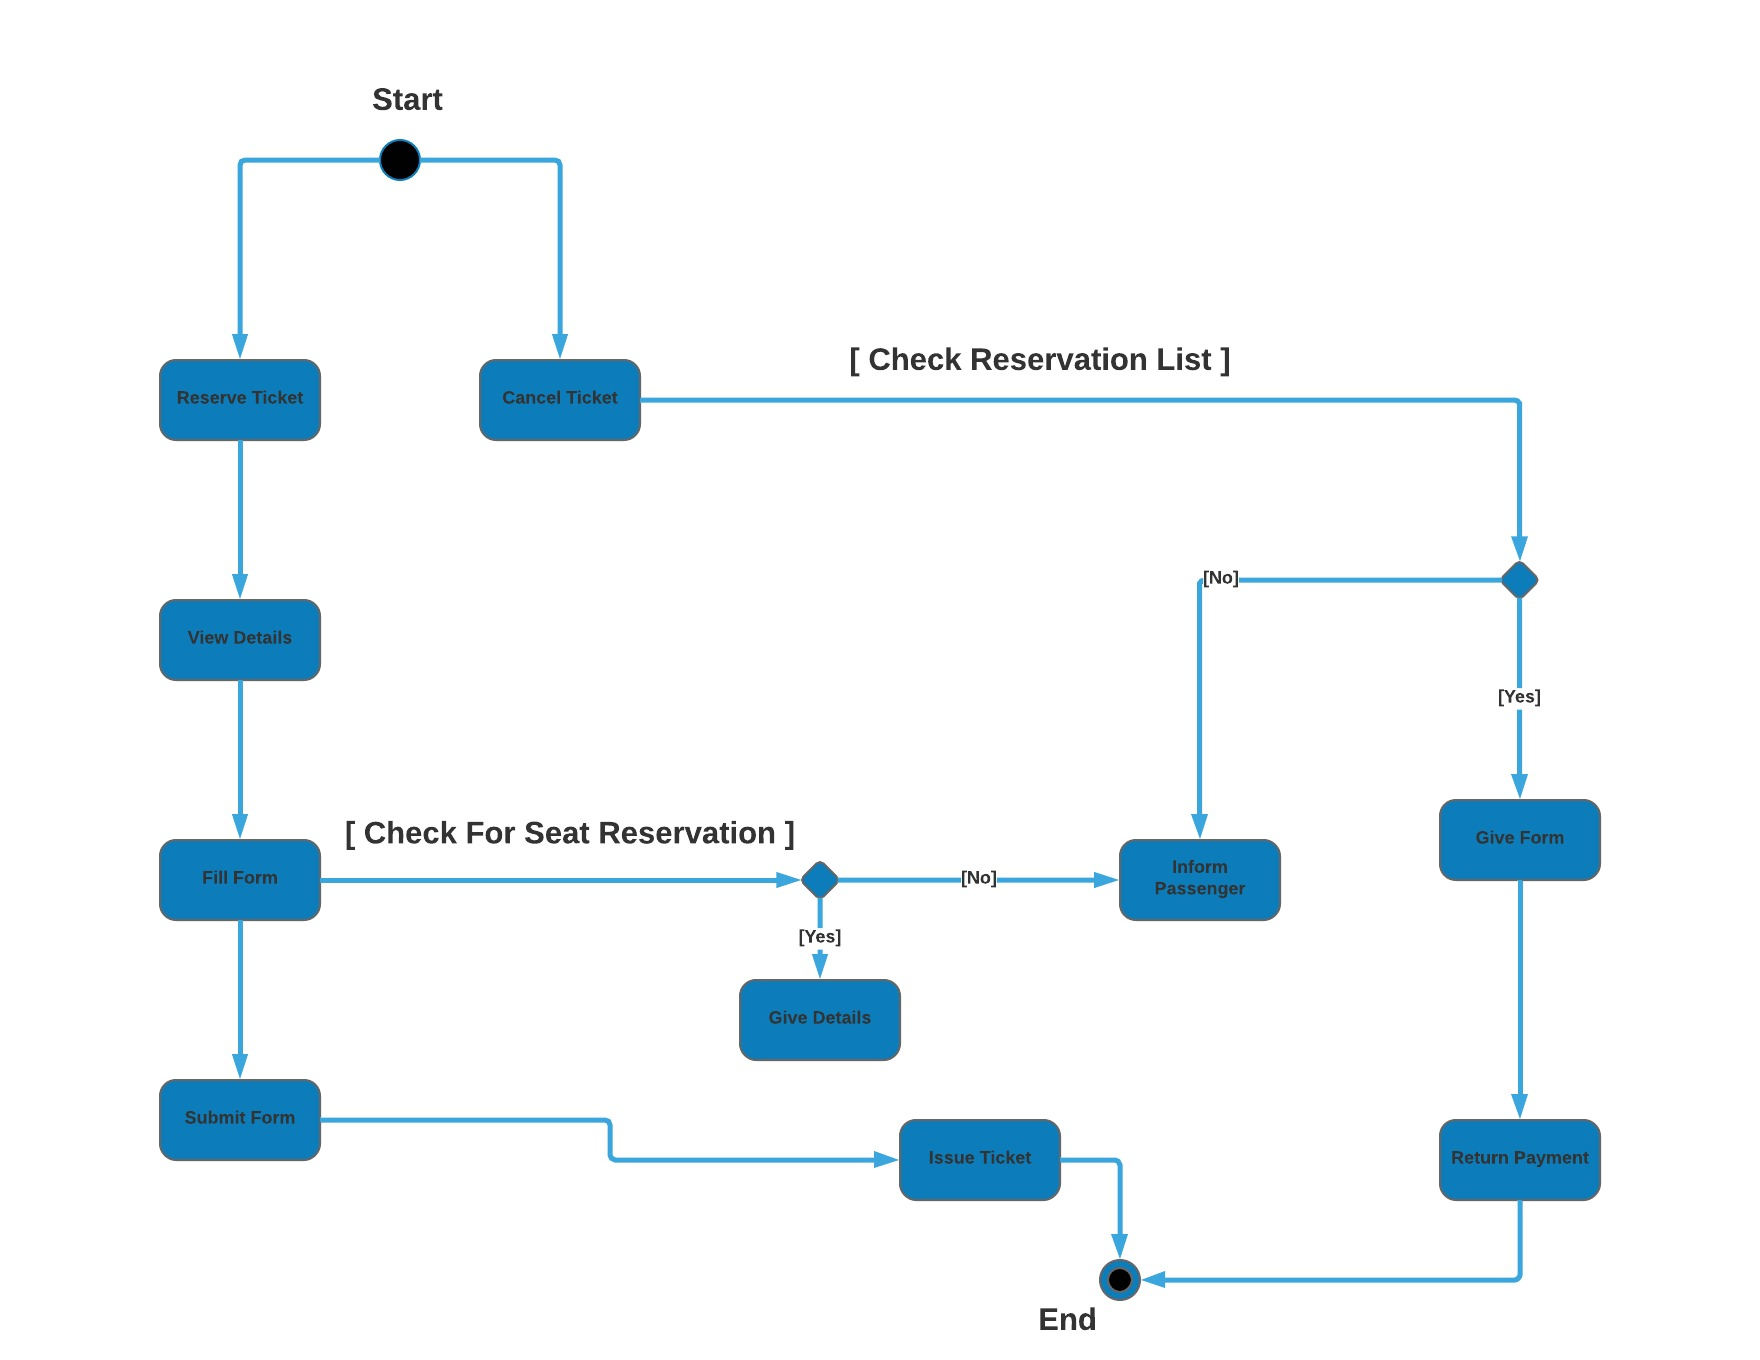 Start
Reserve Ticket
Cancel Ticket
[ Check Reservation List ]
[No]
[Yes]
View Details
Fill Form
[ Check For Seat Reservation ]
[No]
[Yes]
Inform
Passenger
Give Form
Give Details
Submit Form
Issue Ticket
Return Payment
End